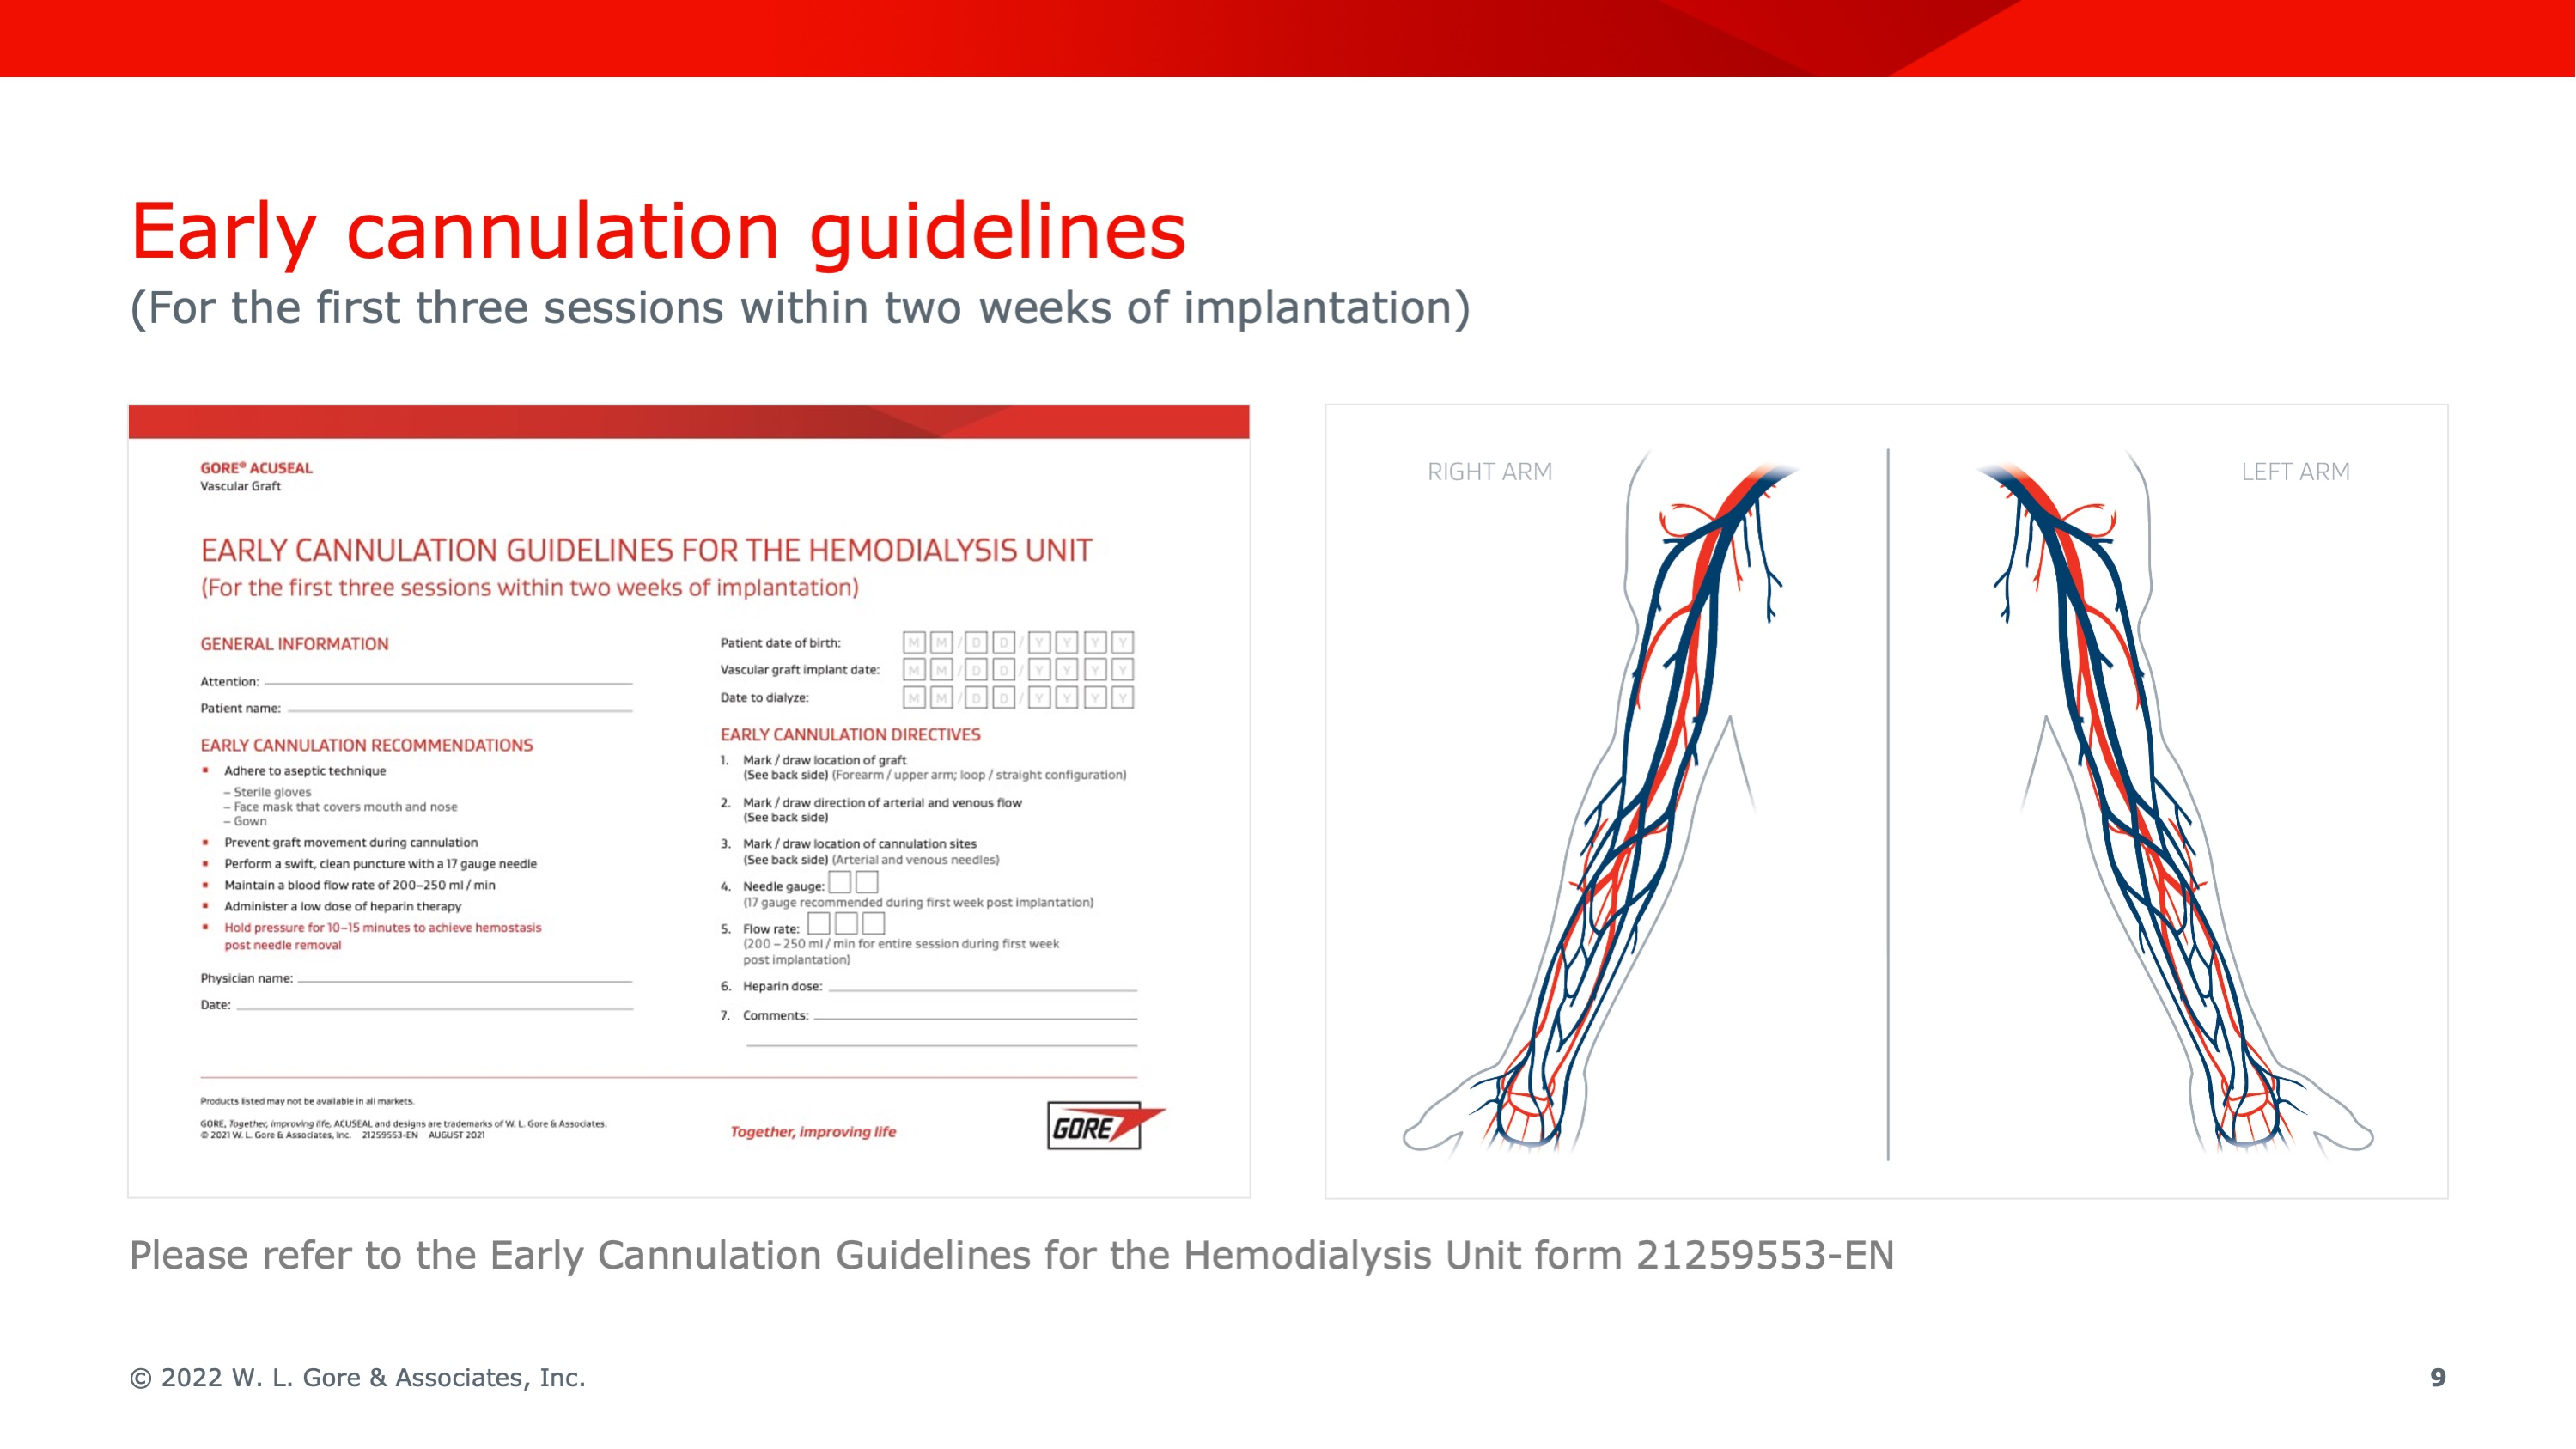 Early cannulation guidelines
(For the first three sessions within two weeks of implantation)
GORE® ACUSEAL
Vascular Graft
EARLY CANNULATION GUIDELINES FOR THE HEMODIALYSIS UNIT
(For the first three sessions within two weeks of implantation)
GENERAL INFORMATION
Attention:
Patient name:
EARLY CANNULATION RECOMMENDATIONS
▪ Adhere to aseptic technique
– Sterile gloves
– Face mask that covers mouth and nose
– Gown
▪ Prevent graft movement during cannulation
▪ Perform a swift, clean puncture with a 17 gauge needle
▪ Maintain a blood flow rate of 200–250 ml / min
▪ Administer a low dose of heparin therapy
▪ Hold pressure for 10–15 minutes to achieve hemostasis
post needle removal
Physician name:
Date:
Patient date of birth: M M / D D / Y Y Y Y
Vascular graft implant date: M M / D D / Y Y Y Y
Date to dialyze: M M / D D / Y Y Y Y
EARLY CANNULATION DIRECTIVES
1. Mark / draw location of graft
(See back side) (Forearm / upper arm; loop / straight configuration)
2. Mark / draw direction of arterial and venous flow
(See back side)
3. Mark / draw location of cannulation sites
(See back side) (Arterial and venous needles)
4. Needle gauge:
(17 gauge recommended during first week post implantation)
5. Flow rate:
(200 – 250 ml / min for entire session during first week
post implantation)
6. Heparin dose:
7. Comments:
Products listed may not be available in all markets.
GORE, Together, improving life, ACUSEAL and designs are trademarks of W. L. Gore & Associates.
© 2021 W. L. Gore & Associates, Inc. 21259553-EN AUGUST 2021
Together, improving life
GORE
RIGHT ARM
LEFT ARM
Please refer to the Early Cannulation Guidelines for the Hemodialysis Unit form 21259553-EN
© 2022 W. L. Gore & Associates, Inc.
9